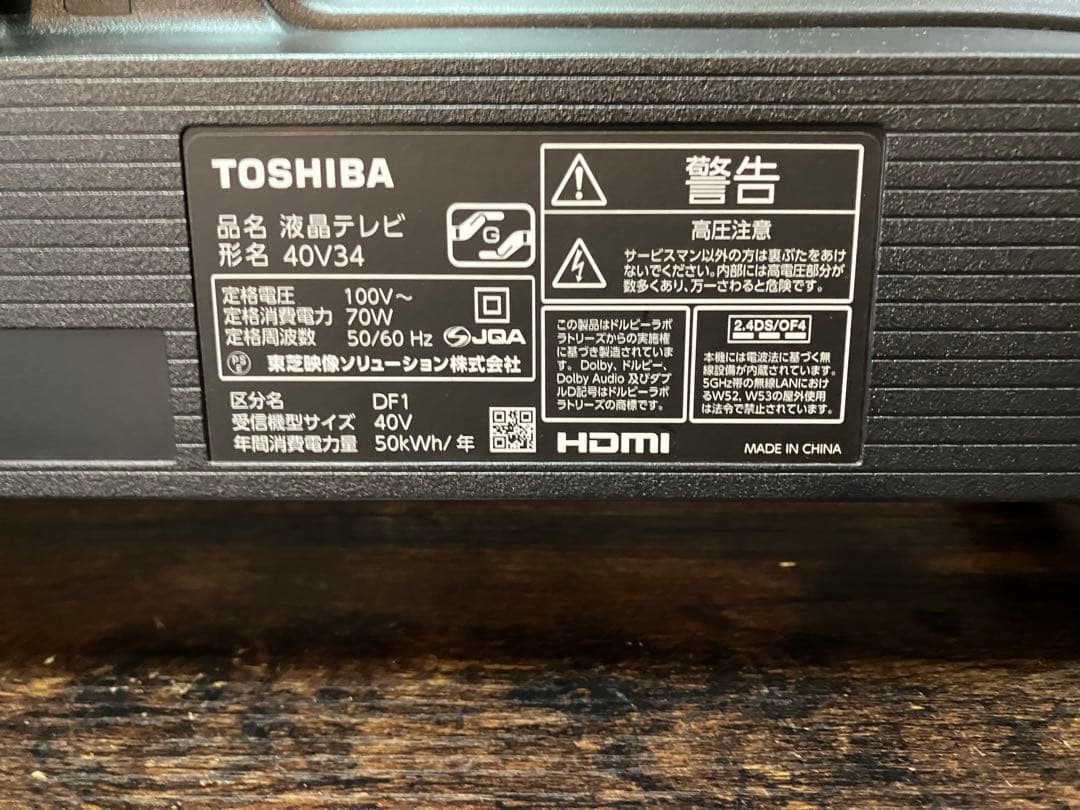 TOSHIBA
品名 液晶テレビ
形名 40V34
G
定格電圧 100V～
定格消費電力 70W
定格周波数 50/60 Hz
JQA
PS
E
東芝映像ソリューション株式会社
区分名 DF1
受信機型サイズ 40V
年間消費電力量 50kWh/年
警告
高圧注意
サービスマン以外の方は裏ぶたをあけ
ないでください。内部には高電圧部分が
数多くあり、万一さわると危険です。
この製品はドルビーラボ
ラトリーズからの実施権
に基づき製造されていま
す。Dolby、ドルビー、
Dolby Audio 及びダブ
ルD記号はドルビーラボ
ラトリーズの商標です。
2.4DS/OF4
本機には電波法に基づく無
線設備が内蔵されています。
5GHz帯の無線LANにおけ
るW52, W53の屋外使用
は法令で禁止されています。
HDMI
MADE IN CHINA